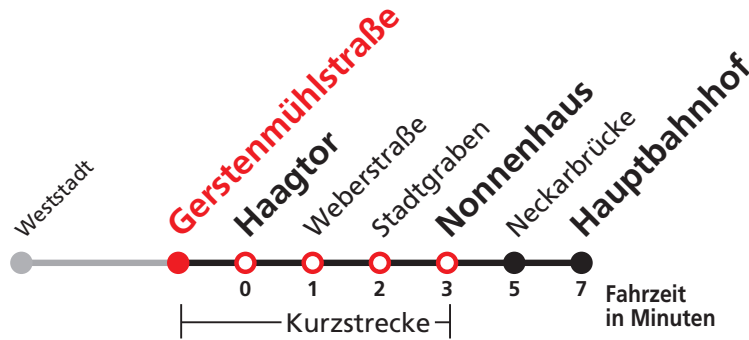 Weststadt
Gerstenmühlstraße
Haagtor
Weberstraße
Stadtgraben
Nonnenhaus
Neckarbrücke
Hauptbahnhof
0 1 2 3 5 7
Fahrzeit
in Minuten
Kurzstrecke